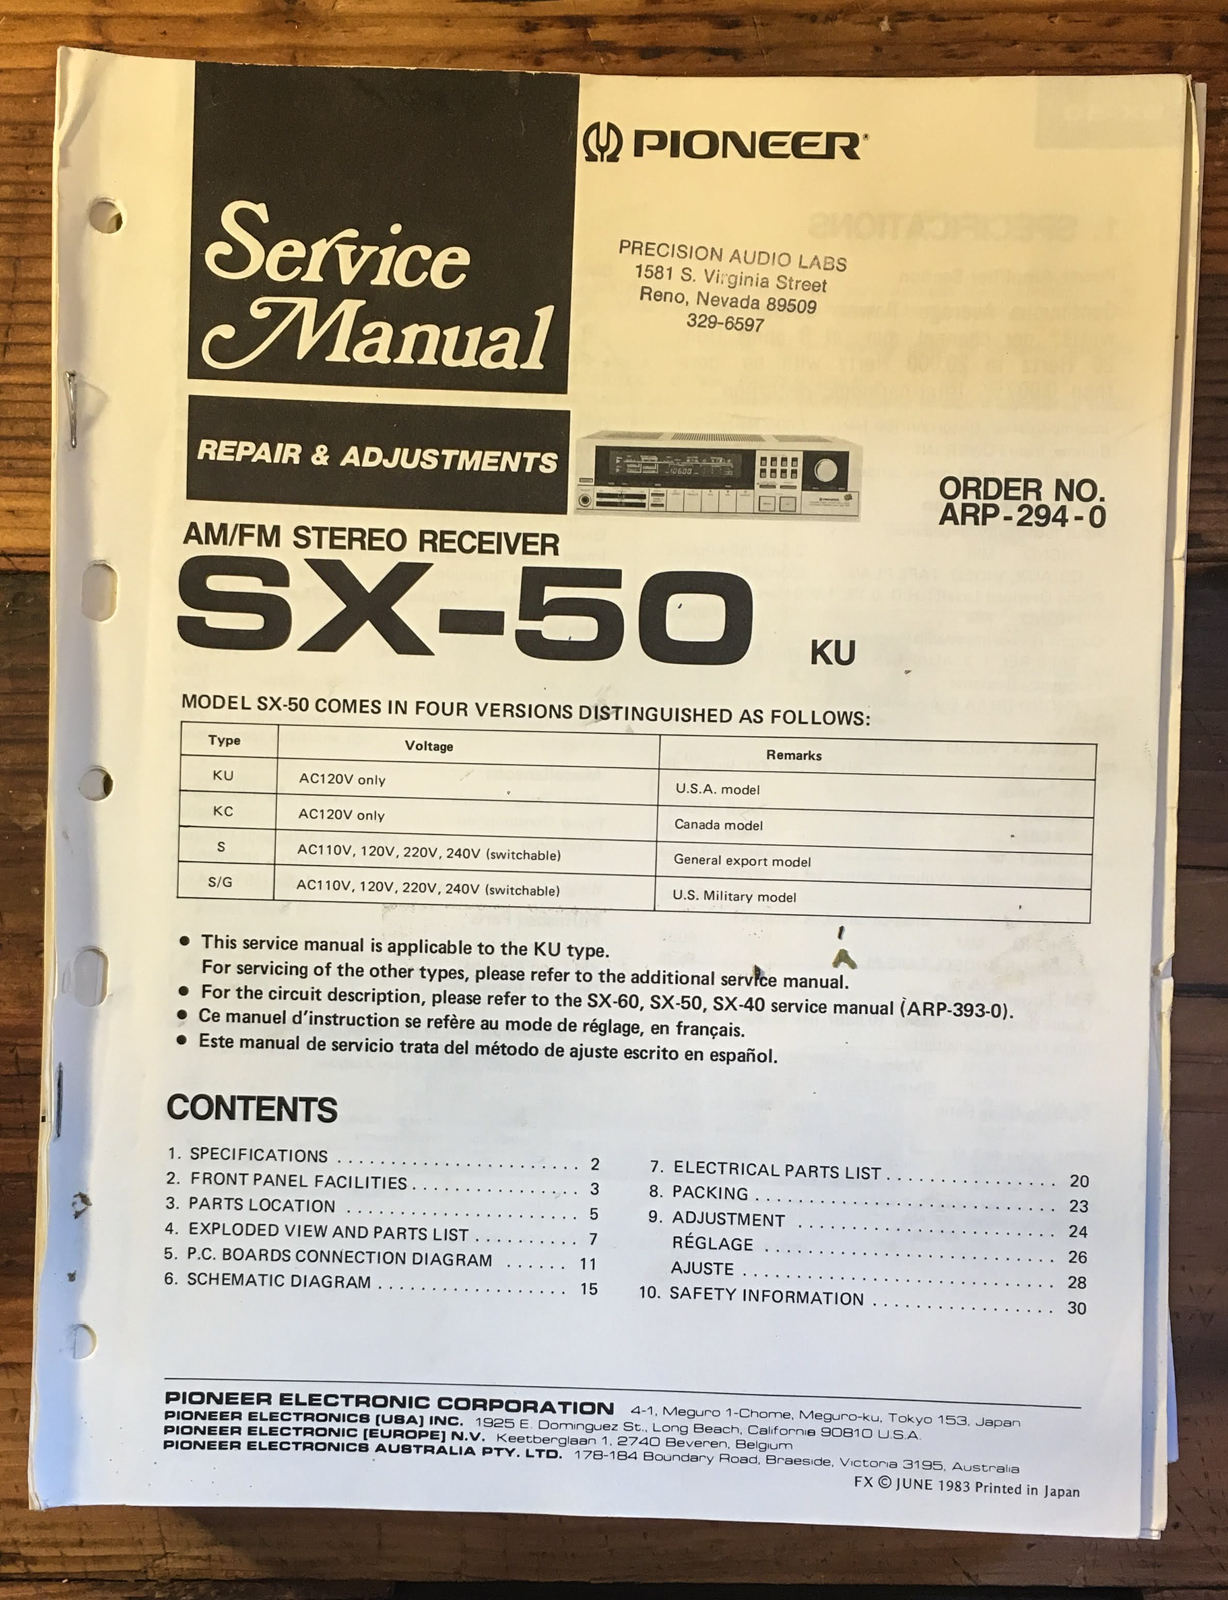 Service
Manual
PIONEER®
PRECISION AUDIO LABS
1581 S. Virginia Street
Reno, Nevada 89509
329-6597
REPAIR & ADJUSTMENTS
ORDER NO.
ARP-294-0
AM/FM STEREO RECEIVER
SX-50 KU
MODEL SX-50 COMES IN FOUR VERSIONS DISTINGUISHED AS FOLLOWS:
Type Voltage Remarks
KU AC120V only U.S.A. model
KC AC120V only Canada model
S AC110V, 120V, 220V, 240V (switchable) General export model
S/G AC110V, 120V, 220V, 240V (switchable) U.S. Military model
● This service manual is applicable to the KU type.
For servicing of the other types, please refer to the additional service manual.
● For the circuit description, please refer to the SX-60, SX-50, SX-40 service manual (ARP-393-0).
● Ce manuel d'instruction se refère au mode de réglage, en français.
● Este manual de servicio trata del método de ajuste escrito en español.
CONTENTS
1. SPECIFICATIONS . . . . . . . . . . . . . . . . . . . . . . . 2
2. FRONT PANEL FACILITIES . . . . . . . . . . . . . . . . 3
3. PARTS LOCATION . . . . . . . . . . . . . . . . . . . . . . 5
4. EXPLODED VIEW AND PARTS LIST . . . . . . . . . . 7
5. P.C. BOARDS CONNECTION DIAGRAM . . . . . . 11
6. SCHEMATIC DIAGRAM . . . . . . . . . . . . . . . . . . 15
7. ELECTRICAL PARTS LIST . . . . . . . . . . . . . . . . 20
8. PACKING . . . . . . . . . . . . . . . . . . . . . . . . . . . . 23
9. ADJUSTMENT . . . . . . . . . . . . . . . . . . . . . . . . 24
RÉGLAGE . . . . . . . . . . . . . . . . . . . . . . . . . . . 26
AJUSTE . . . . . . . . . . . . . . . . . . . . . . . . . . . . . 28
10. SAFETY INFORMATION . . . . . . . . . . . . . . . . . 30
PIONEER ELECTRONIC CORPORATION 4-1, Meguro 1-Chome, Meguro-ku, Tokyo 153, Japan
PIONEER ELECTRONICS [USA] INC. 1925 E. Dominguez St., Long Beach, California 90810 U.S.A.
PIONEER ELECTRONIC [EUROPE] N.V. Keetberglaan 1, 2740 Beveren, Belgium
PIONEER ELECTRONICS AUSTRALIA PTY. LTD. 178-184 Boundary Road, Braeside, Victoria 3195, Australia
FX © JUNE 1983 Printed in Japan